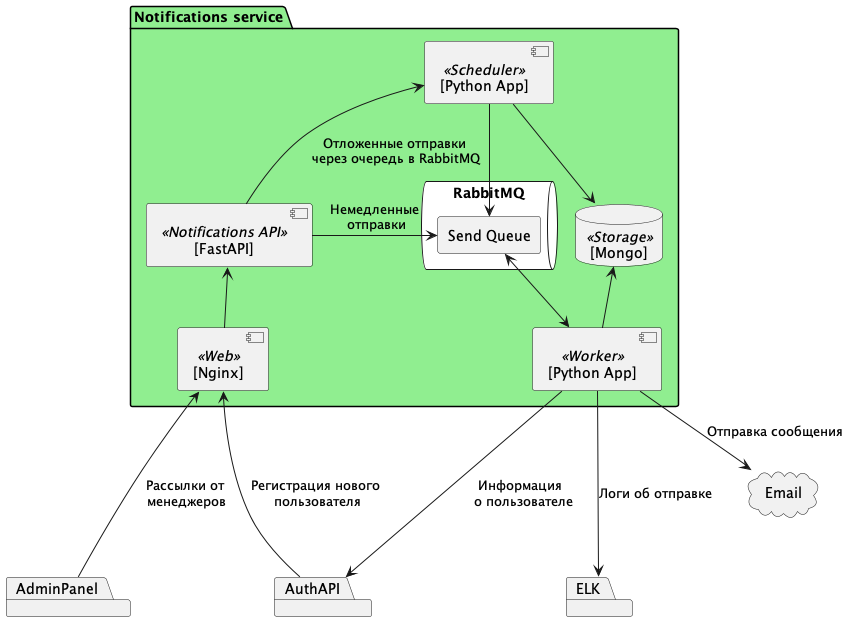 Notifications service
«Scheduler»
[Python App]
Отложенные отправки
через очередь в RabbitMQ
RabbitMQ
Send Queue
Немедленные
отправки
«Notifications API»
[FastAPI]
«Storage»
[Mongo]
«Web»
[Nginx]
«Worker»
[Python App]
Отправка сообщения
Email
Рассылки от
менеджеров
Регистрация нового
пользователя
Информация
о пользователе
Логи об отправке
AdminPanel
AuthAPI
ELK